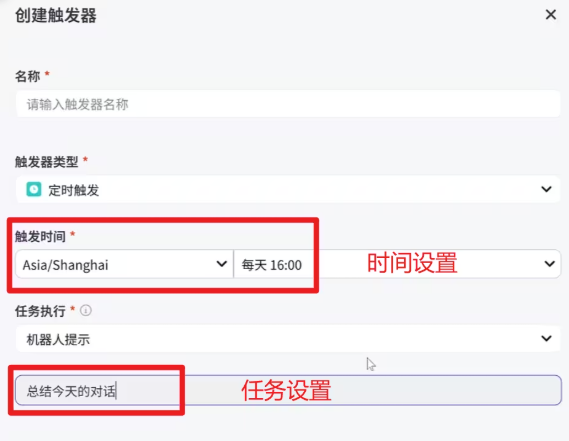 创建触发器
名称 *
请输入触发器名称
触发器类型 *
定时触发
触发时间 *
Asia/Shanghai 每天 16:00 时间设置
任务执行 *
机器人提示
总结今天的对话 任务设置